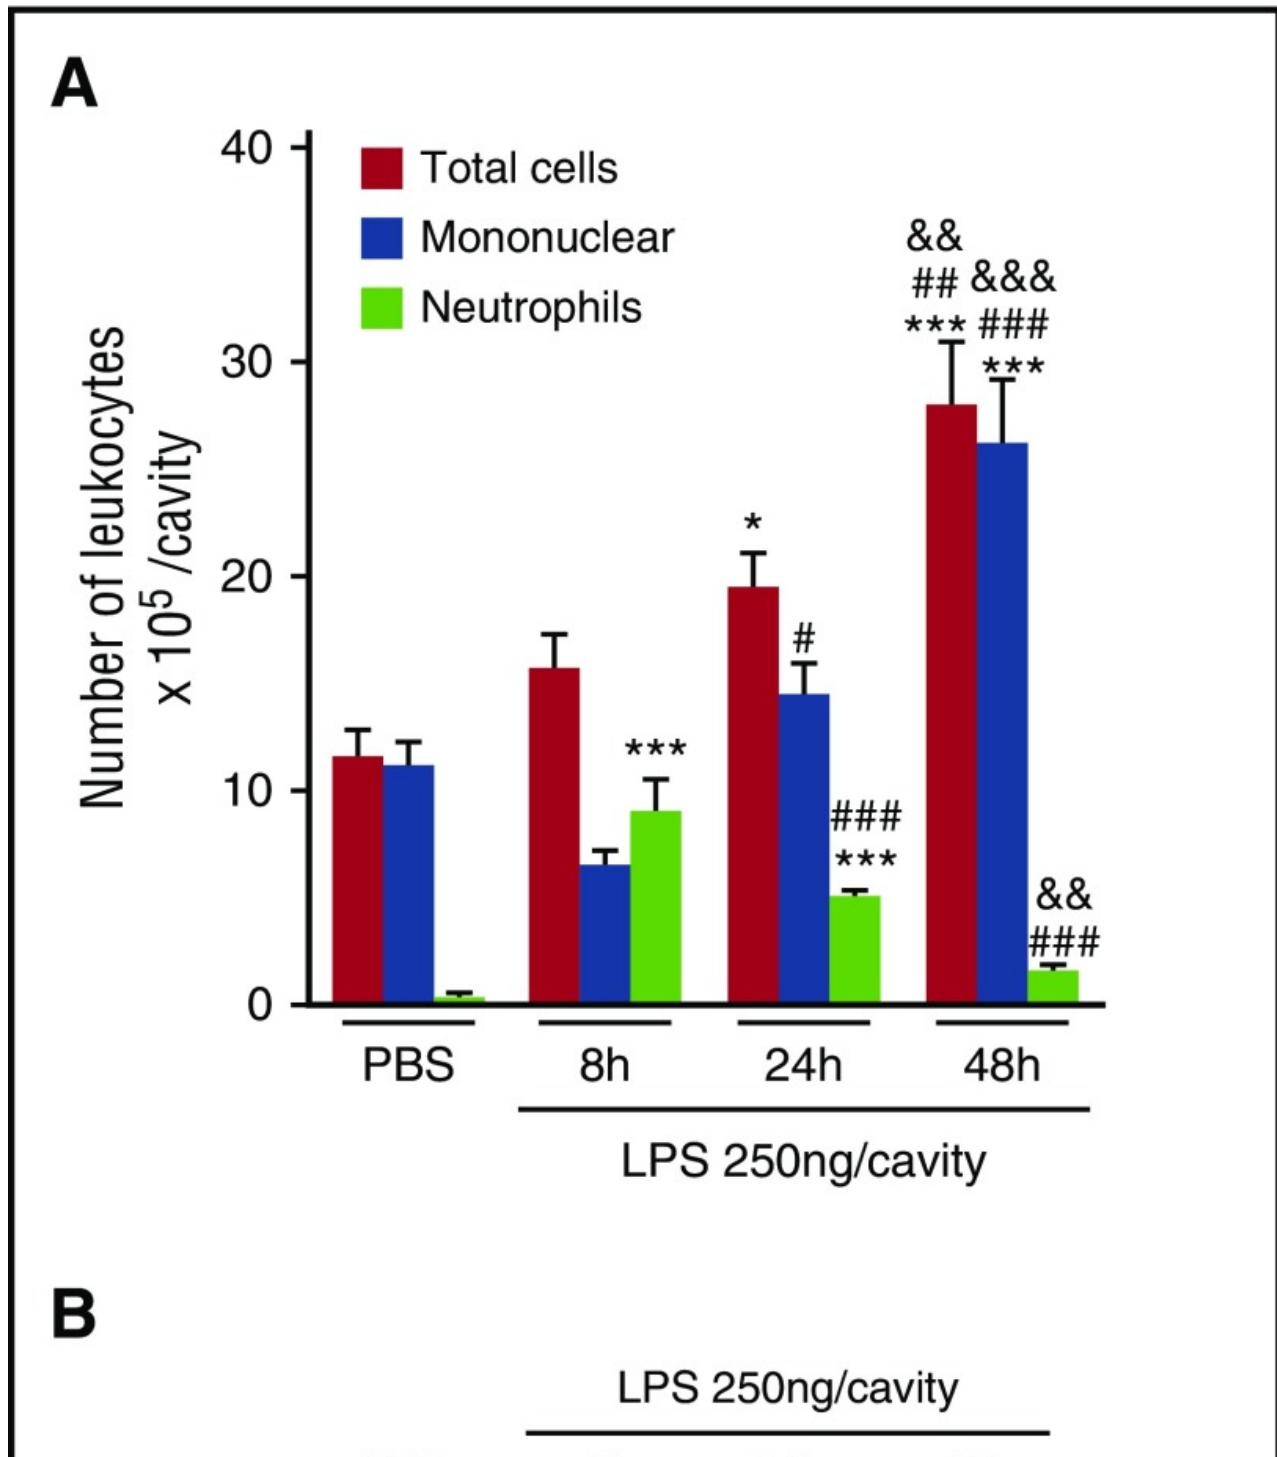 A
40
30
20
10
0
Total cells
Mononuclear
Neutrophils
Number of leukocytes
x 10⁵ /cavity
***
*
#
###
***
&&
##
***
&&&
###
***
&&
###
PBS
8h
24h
48h
LPS 250ng/cavity
B
LPS 250ng/cavity